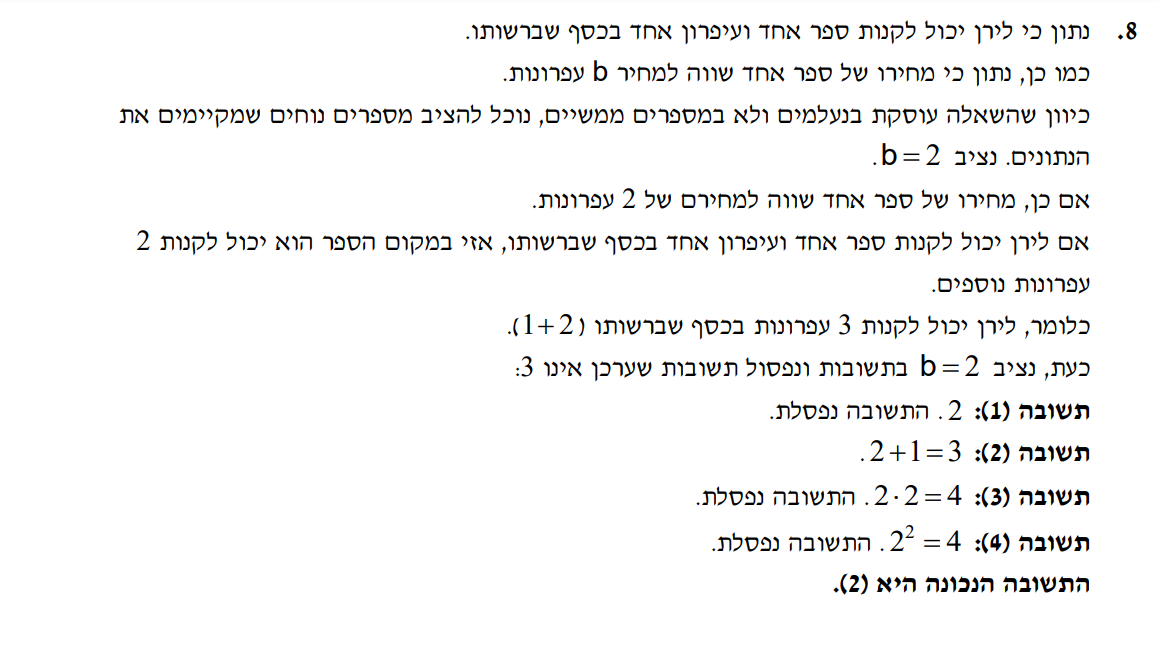 8. נתון כי לירן יכול לקנות ספר אחד ועיפרון אחד בכסף שברשותו.
כמו כן, נתון כי מחירו של ספר אחד שווה למחיר b עפרונות.
כיוון שהשאלה עוסקת בנעלמים ולא במספרים ממשיים, נוכל להציב מספרים נוחים שמקיימים את
הנתונים. נציב b = 2.
אם כן, מחירו של ספר אחד שווה למחירם של 2 עפרונות.
אם לירן יכול לקנות ספר אחד ועיפרון אחד בכסף שברשותו, אזי במקום הספר הוא יכול לקנות 2
עפרונות נוספים.
כלומר, לירן יכול לקנות 3 עפרונות בכסף שברשותו (1+2).
כעת, נציב b = 2 בתשובות ונפסול תשובות שערכן אינו 3:
תשובה (1): 2. התשובה נפסלת.
תשובה (2): 2+1=3.
תשובה (3): 2·2=4. התשובה נפסלת.
תשובה (4): 2² = 4. התשובה נפסלת.
התשובה הנכונה היא (2).